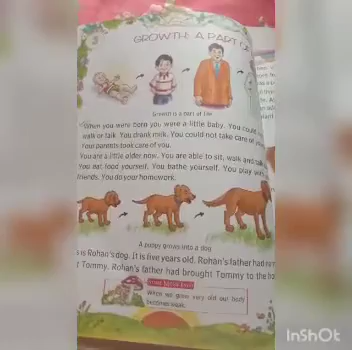 GROWTH: A PART OF
Growth is a part of life
When you were born you were a little baby. You could
walk or talk. You drank milk. You could not take care of
Your parents took care of you.
You are a little older now. You are able to sit, walk and talk
You eat food yourself. You bathe yourself. You play with
friends. You do your homework.
A puppy grows into a dog
is Rohan's dog. It is five years old. Rohan's father had
Tommy. Rohan's father had brought Tommy to the
When we grow very old our body
becomes weak.
InShOt